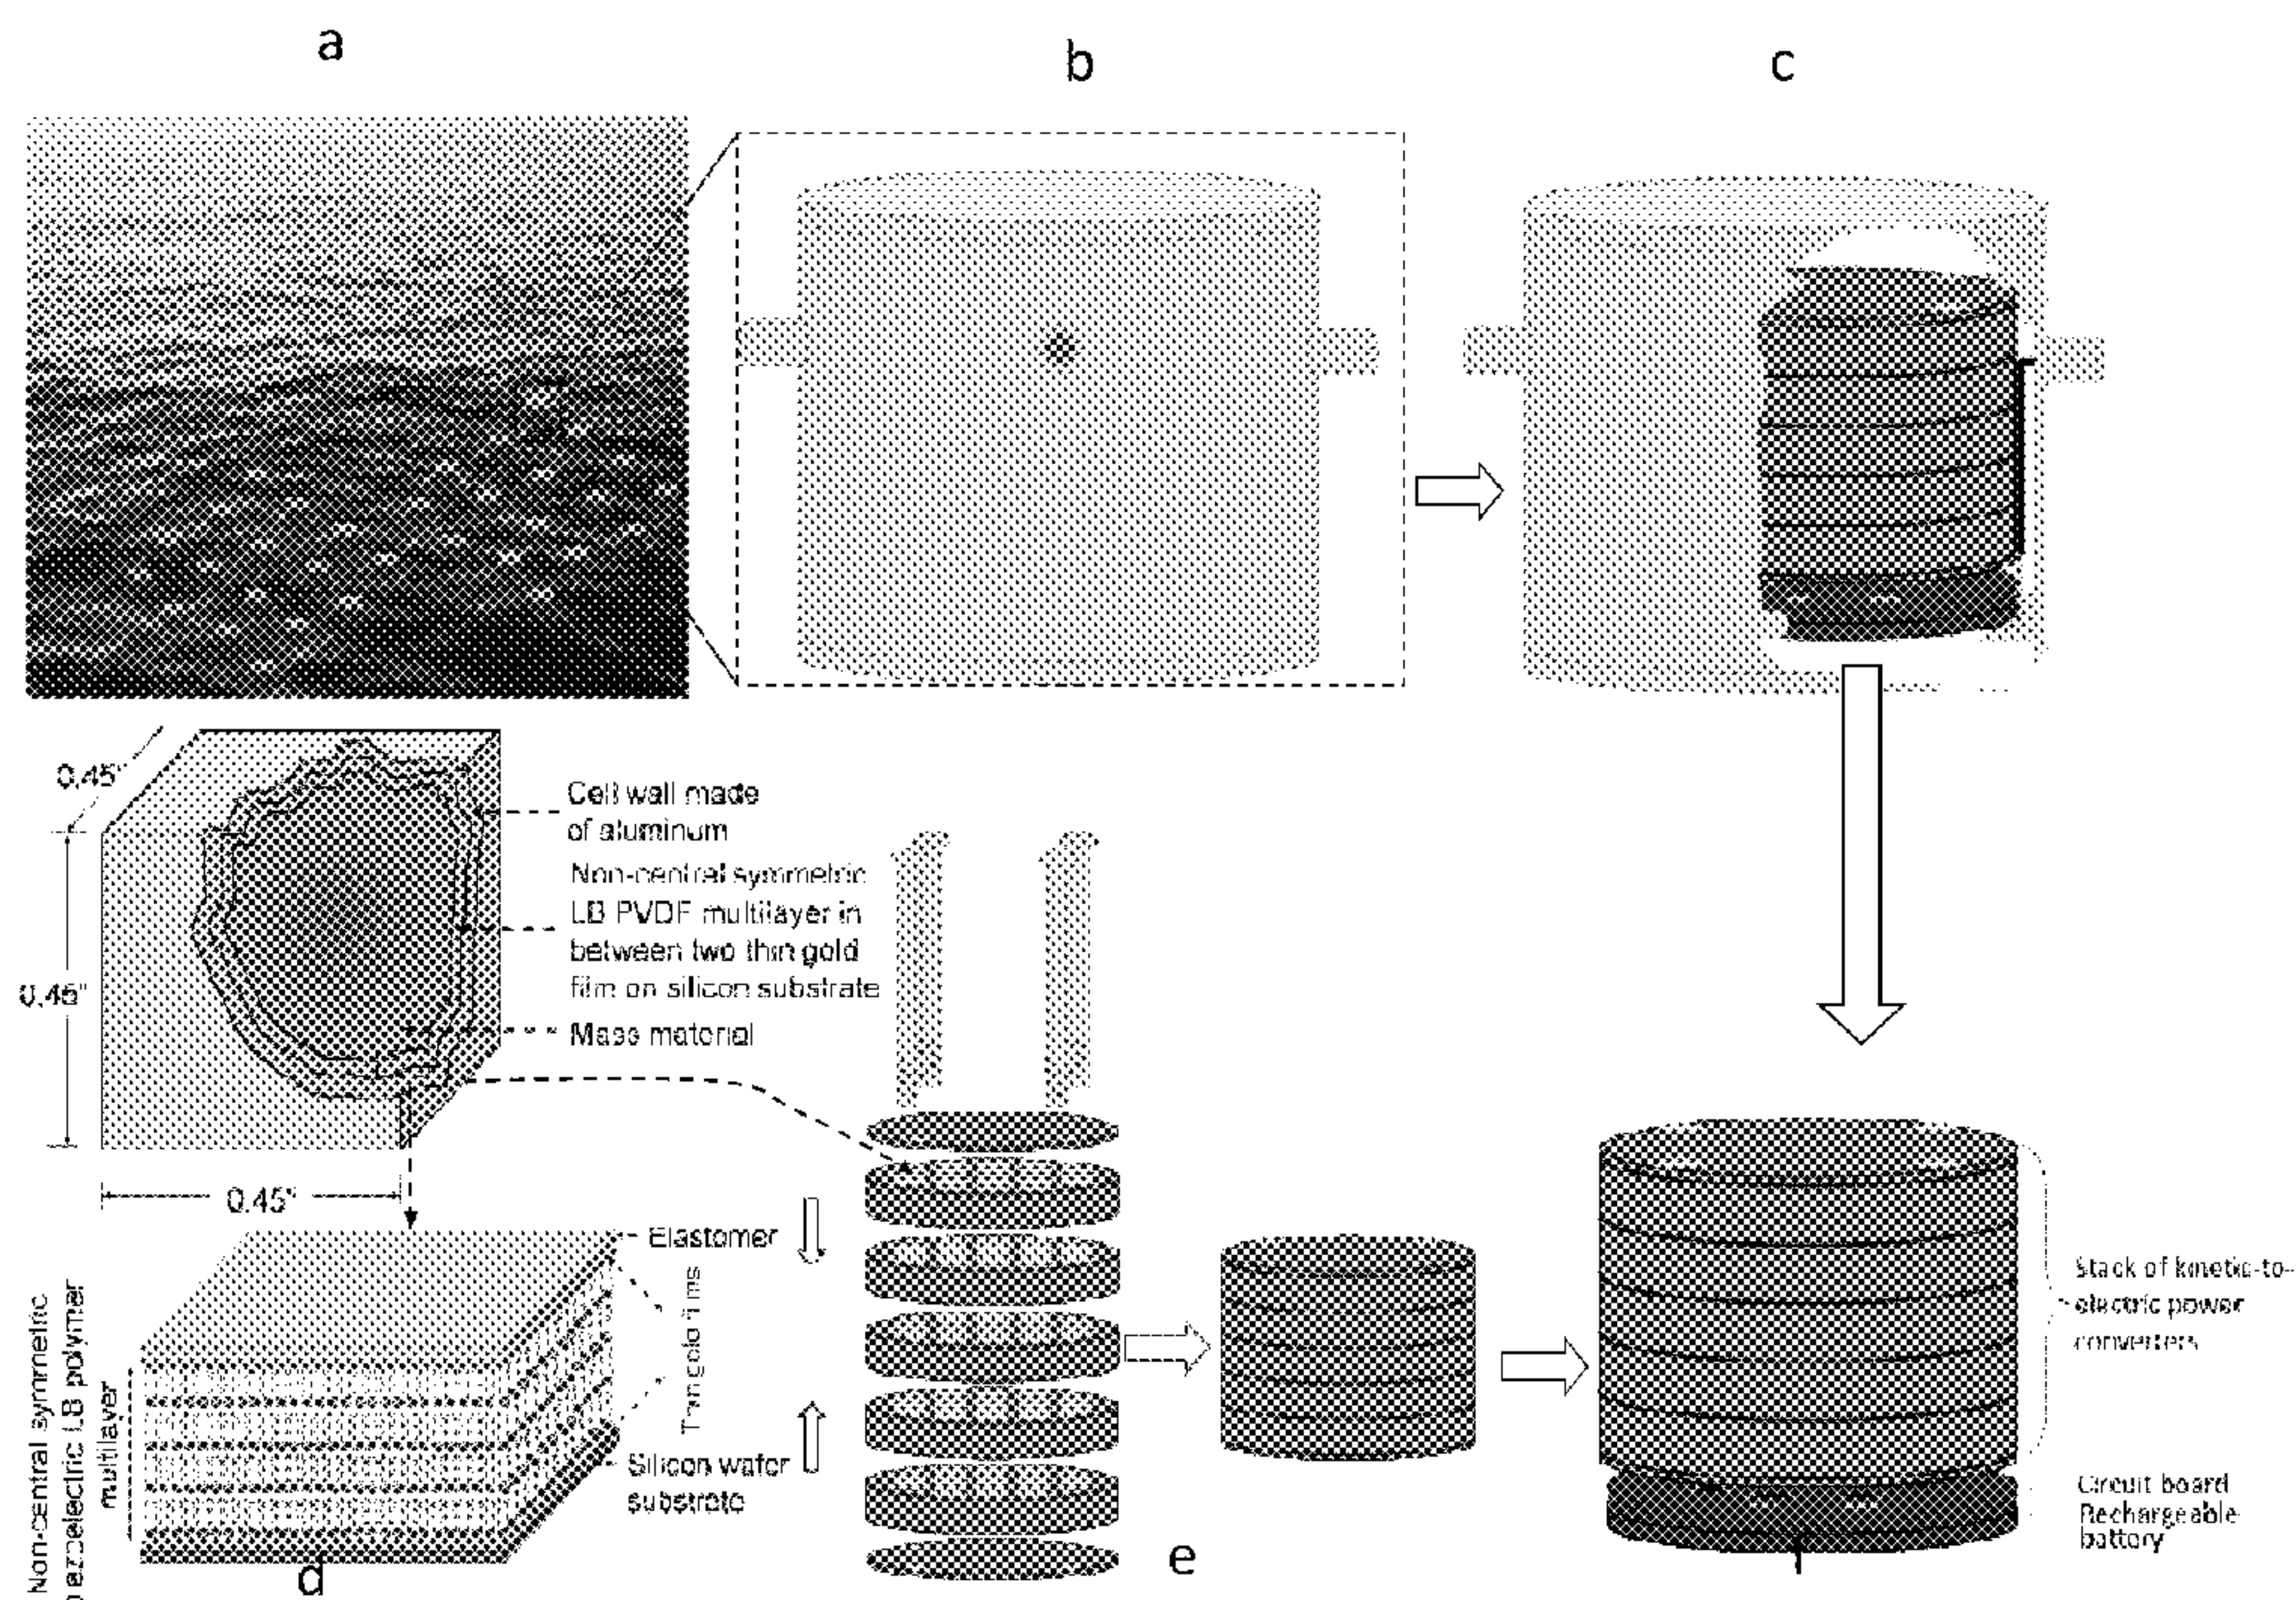 a
b
c
0.45"
Cell wall made
of aluminum
Non-central symmetric
LB PVDF multilayer in
between two thin gold
film on silicon substrate
Mass material
0.45"
0.45"
Elastomer
Thin gold films
Silicon wafer
substrate
Non-central symmetric
piezoelectric LB polymer
multilayer
d
e
Stack of kinetic-to-
electric power
converters
Circuit board
Rechargeable
battery